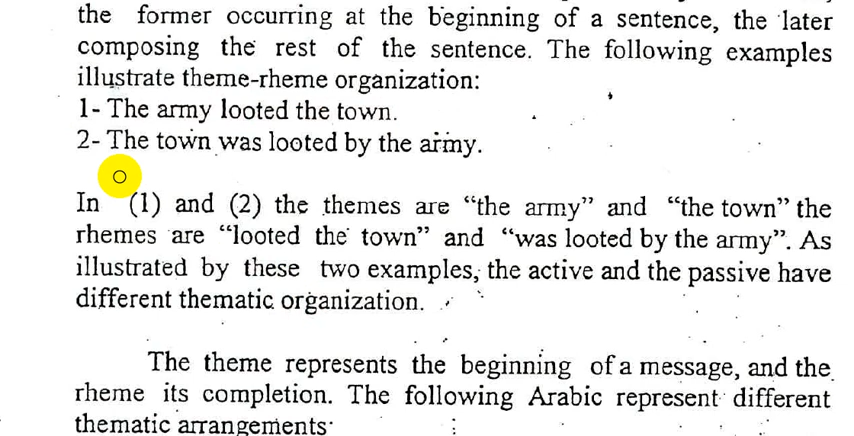 the former occurring at the beginning of a sentence, the later
composing the rest of the sentence. The following examples
illustrate theme-rheme organization:
1- The army looted the town.
2- The town was looted by the army.
In (1) and (2) the themes are “the army” and “the town” the
rhemes are “looted the town” and “was looted by the army”. As
illustrated by these two examples, the active and the passive have
different thematic organization.
The theme represents the beginning of a message, and the
rheme its completion. The following Arabic represent different
thematic arrangements